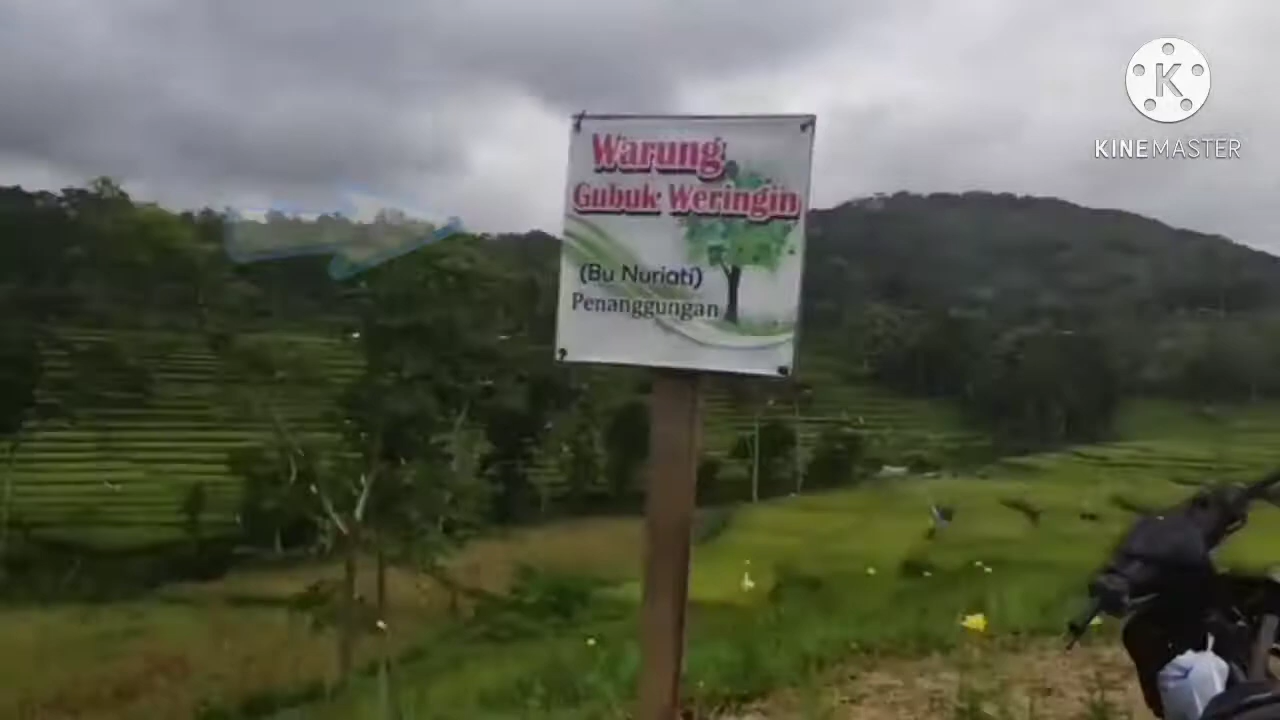 Warung
Gubuk Weringin
(Bu Nuriati)
Penanggungan
K
KINEMASTER